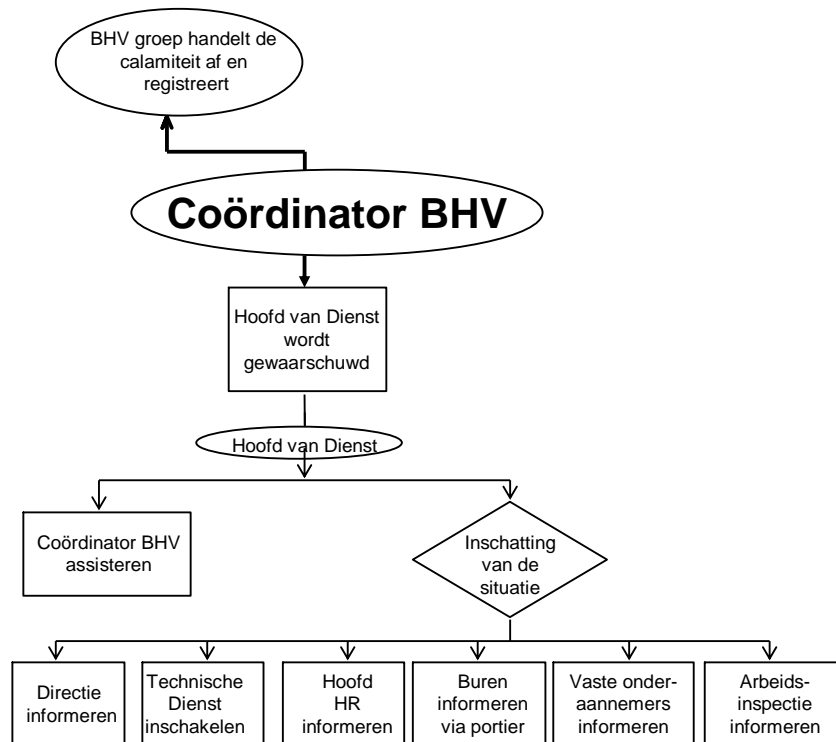 BHV groep handelt de
calamiteit af en
registreert
Coördinator BHV
Hoofd van Dienst
wordt
gewaarschuwd
Hoofd van Dienst
Coördinator BHV
assisteren
Inschatting
van de
situatie
Directie
informeren
Technische
Dienst
inschakelen
Hoofd
HR
informeren
Buren
informeren
via portier
Vaste onder-
aannemers
informeren
Arbeids-
inspectie
informeren